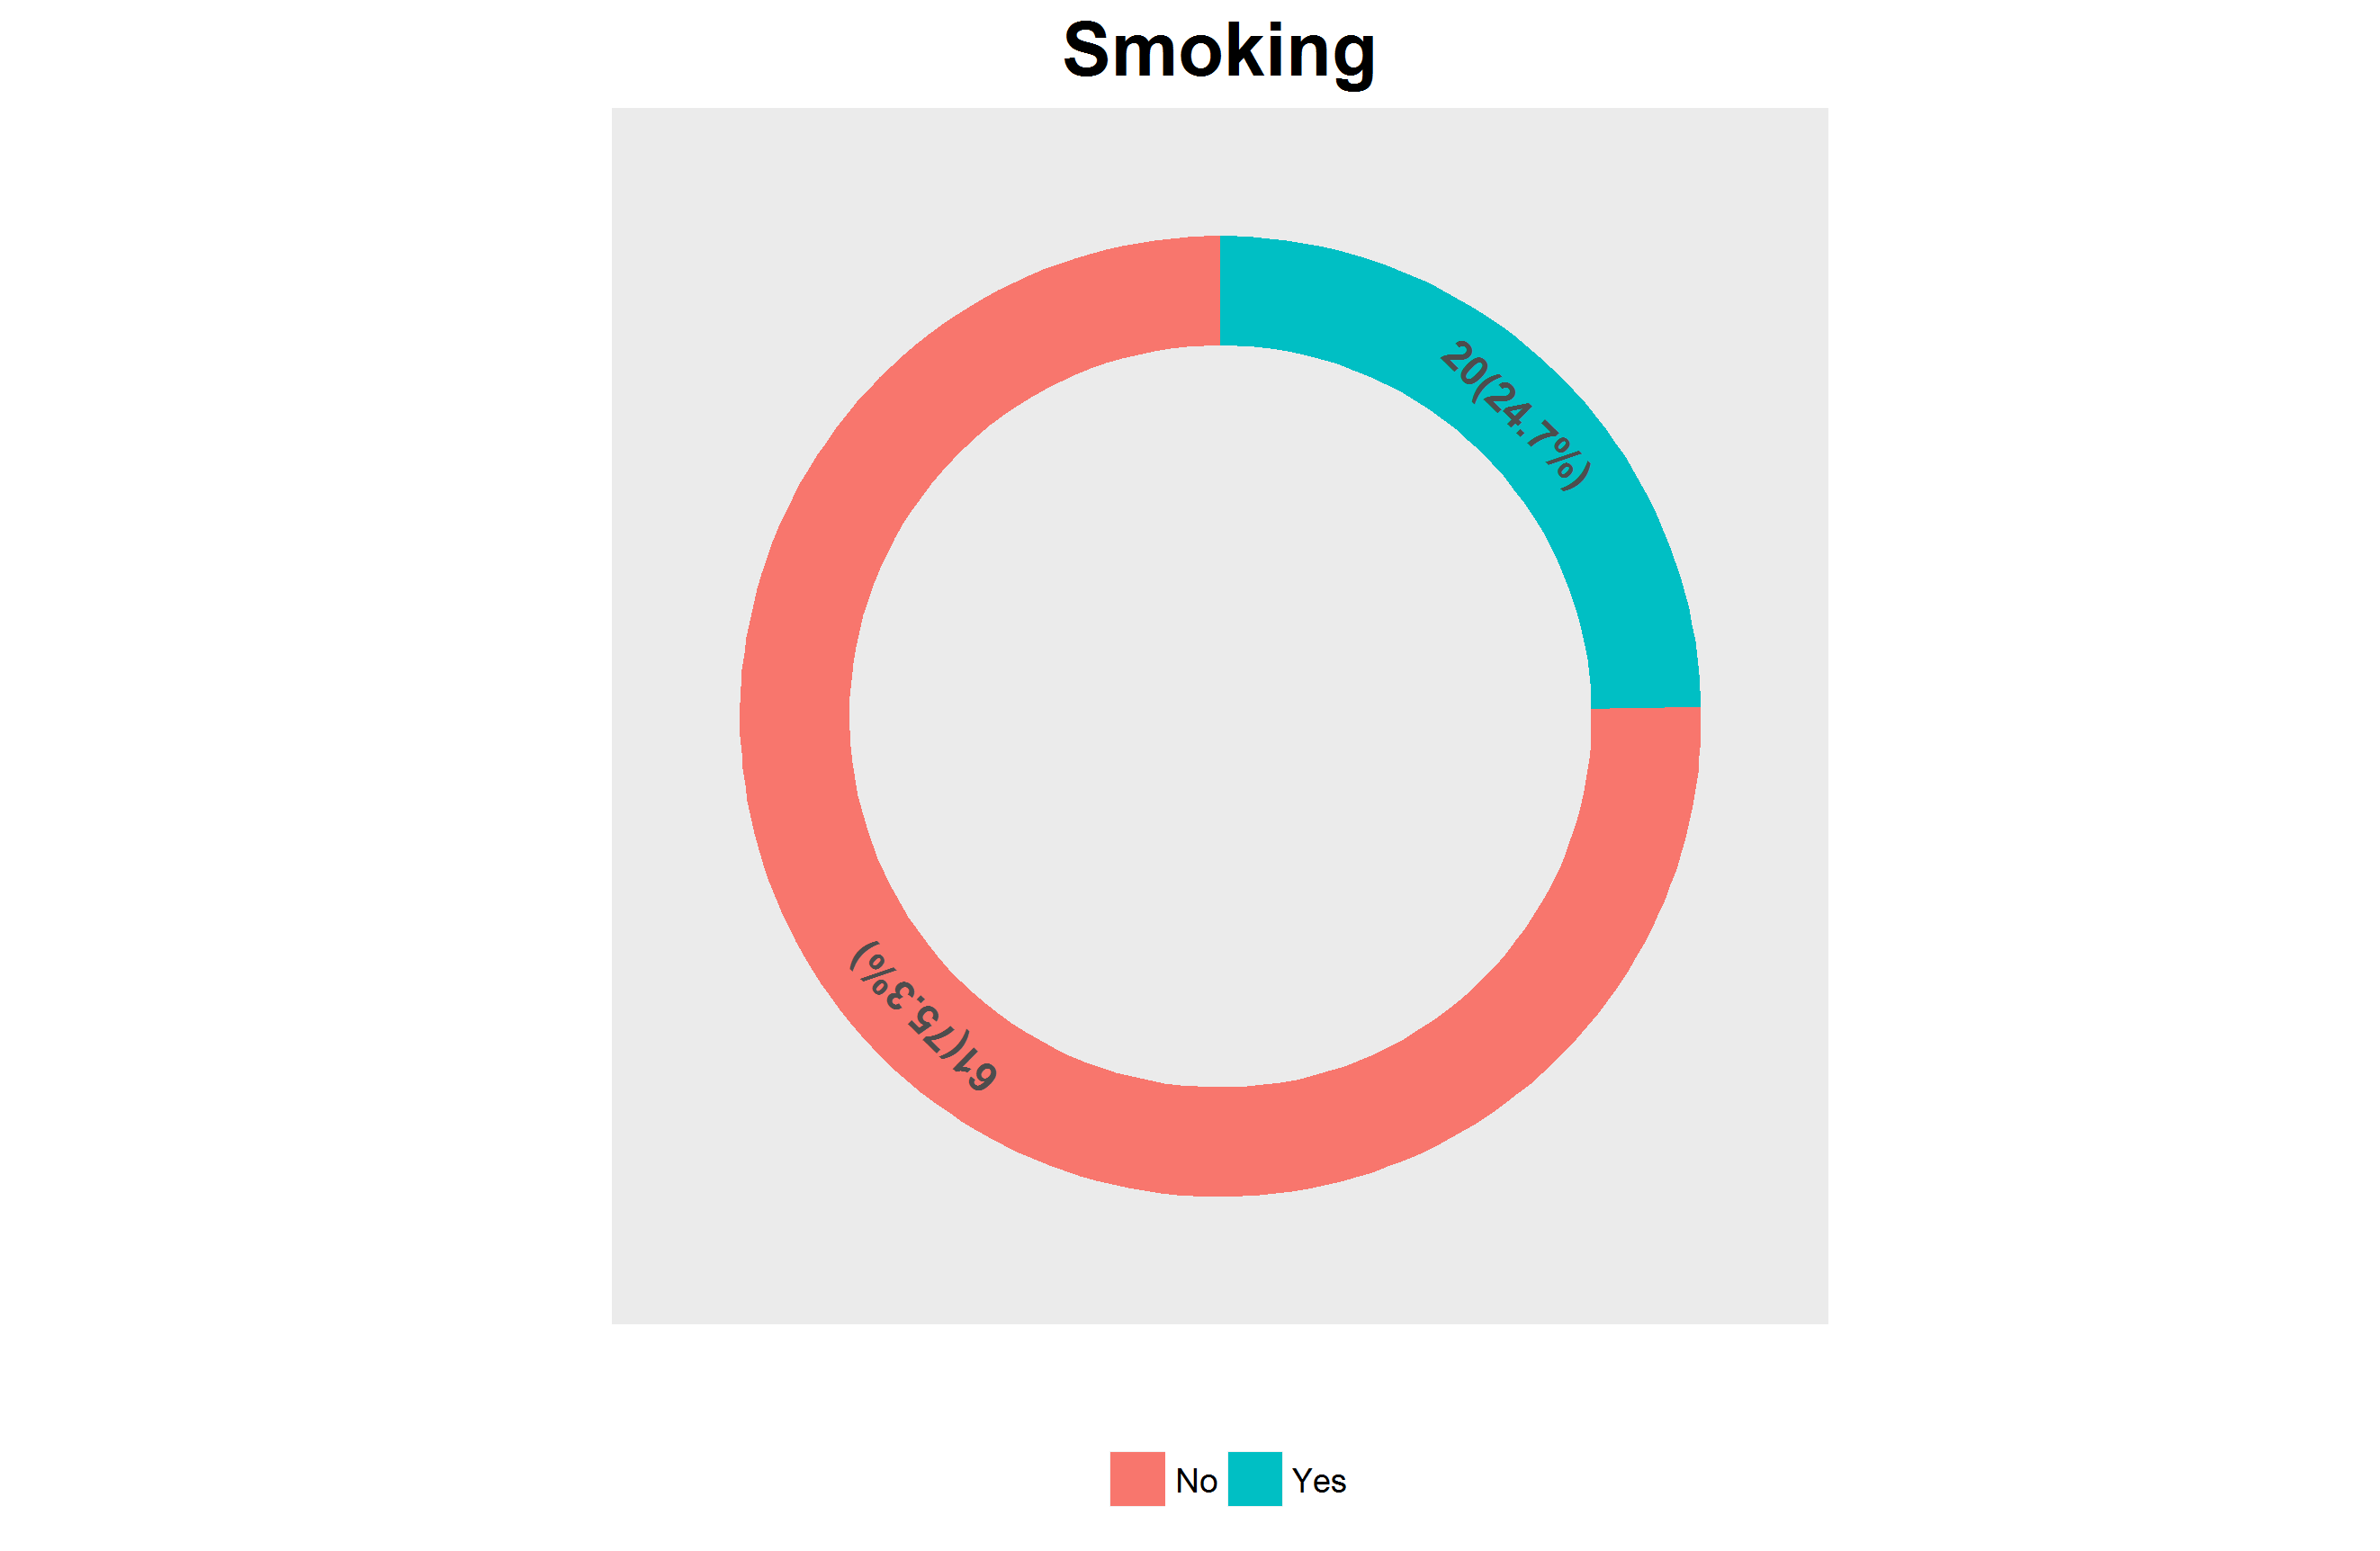 Smoking
20(24.7%)
61(75.3%)
No
Yes